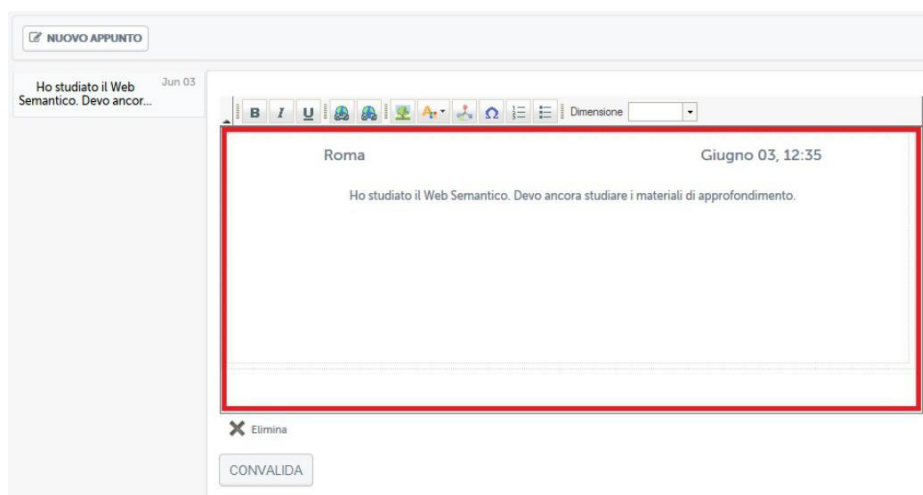 NUOVO APPUNTO
Ho studiato il Web
Semantico. Devo ancor...
Jun 03
B I U Dimensione
Roma
Giugno 03, 12:35
Ho studiato il Web Semantico. Devo ancora studiare i materiali di approfondimento.
Elimina
CONVALIDA